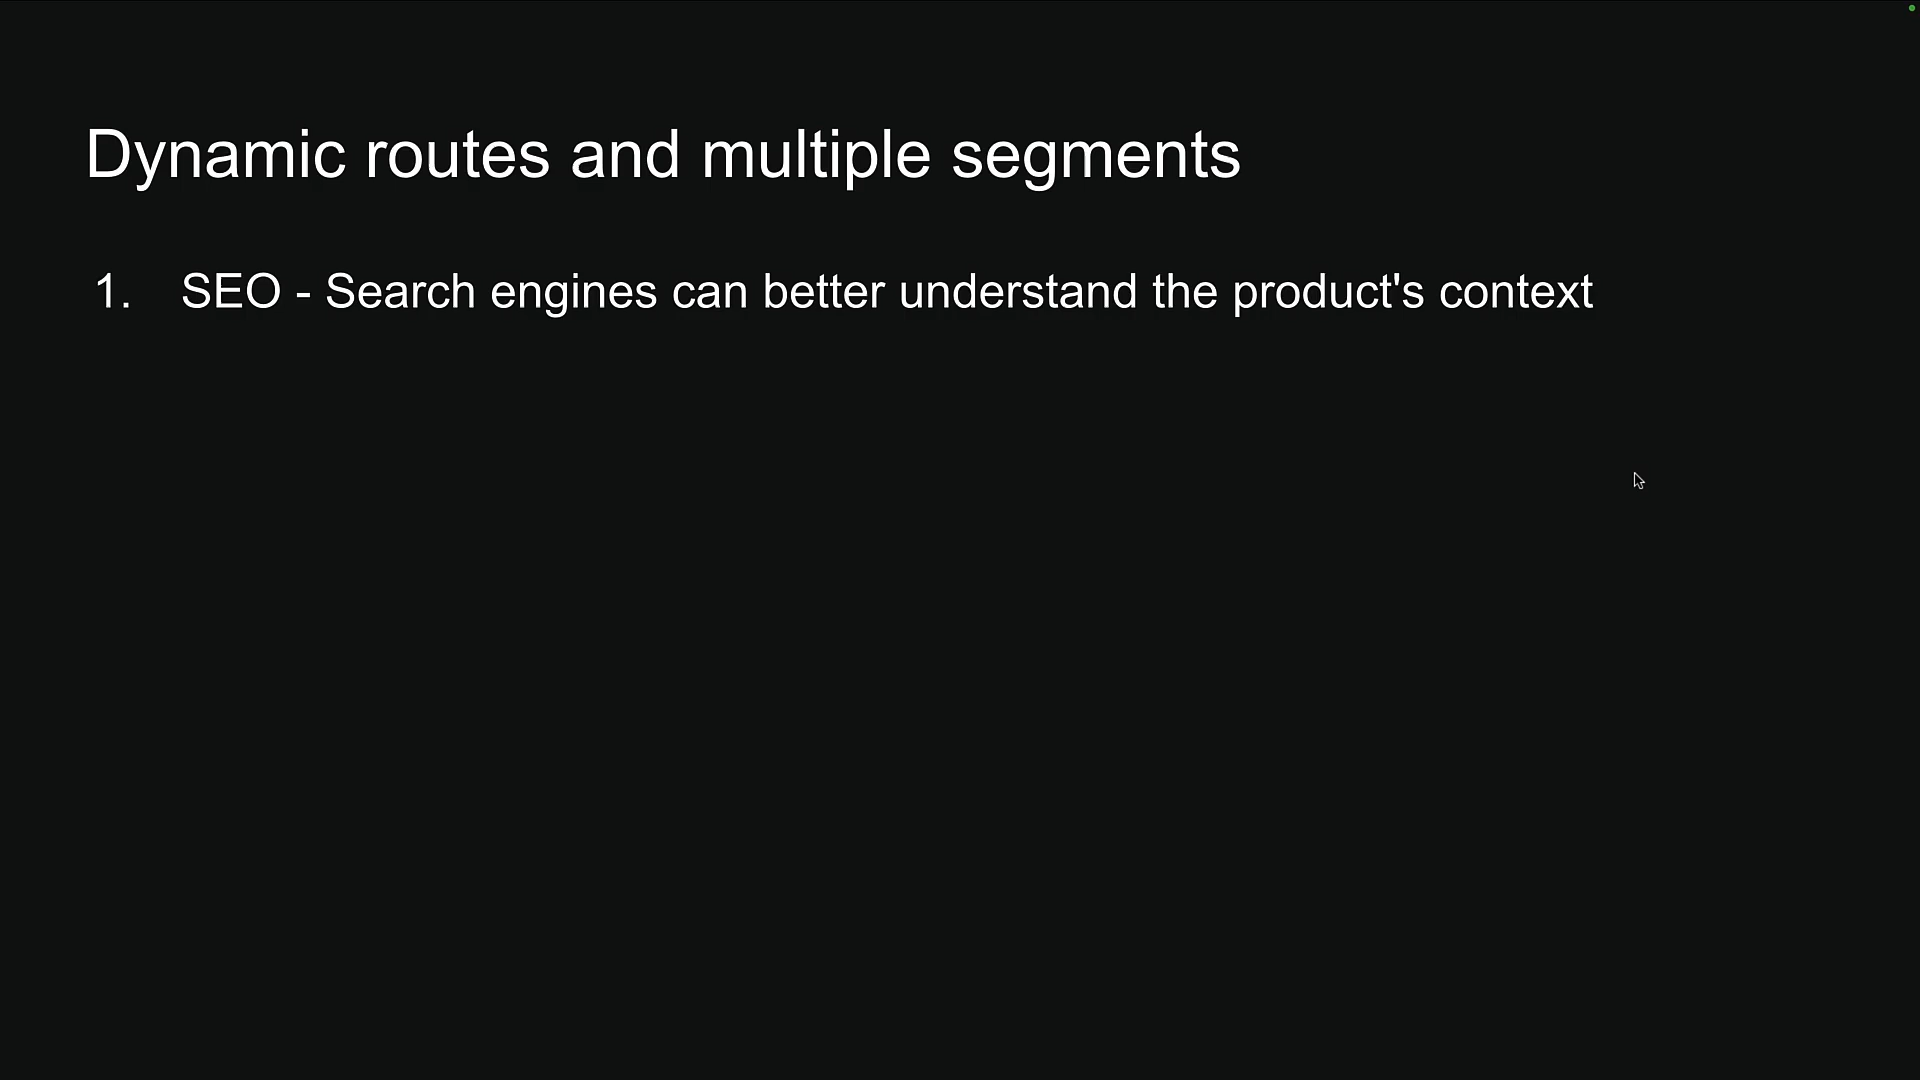 Dynamic routes and multiple segments
1. SEO - Search engines can better understand the product's context